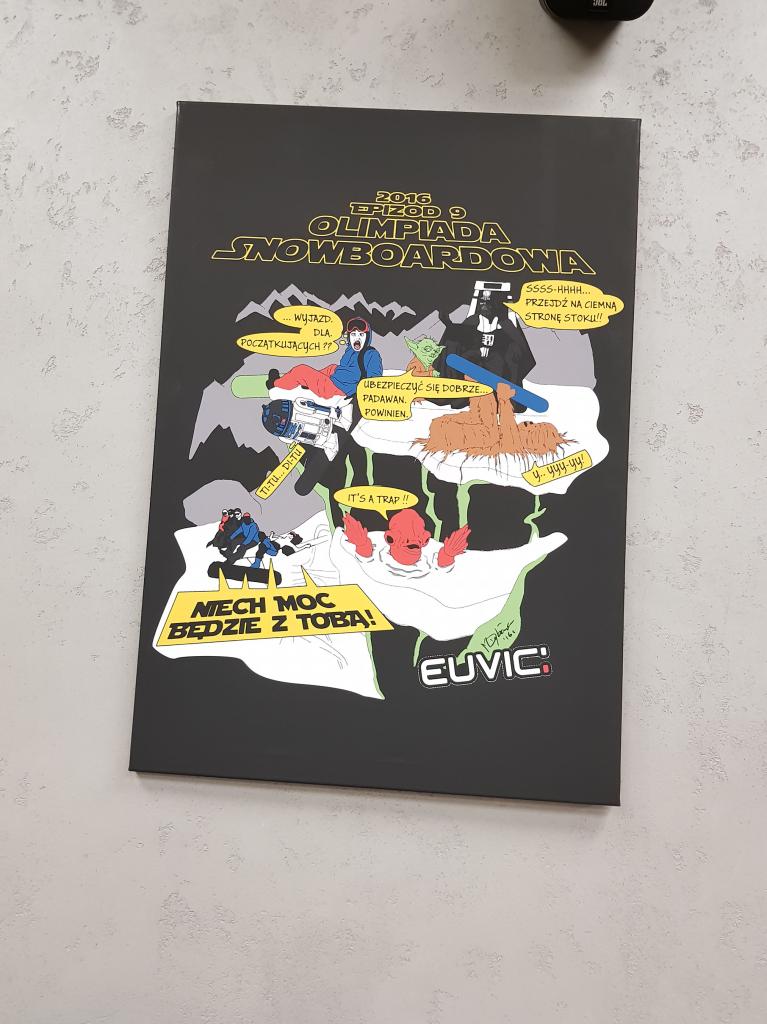 JBL
2016
EPIZOD 9
OLIMPIADA
SNOWBOARDOWA
SSSS-HHHH...
PRZEJDŹ NA CIEMNĄ
STRONĘ STOKU!!
... WYJAZD.
DLA.
POCZĄTKUJĄCYCH ??
UBEZPIECZYĆ SIĘ DOBRZE...
PADAWAN.
POWINIEN.
TI-TU... DI-TU
Y.. YYY-YY!
IT'S A TRAP !!
NIECH MOC
BĘDZIE Z TOBĄ!
EUVIC